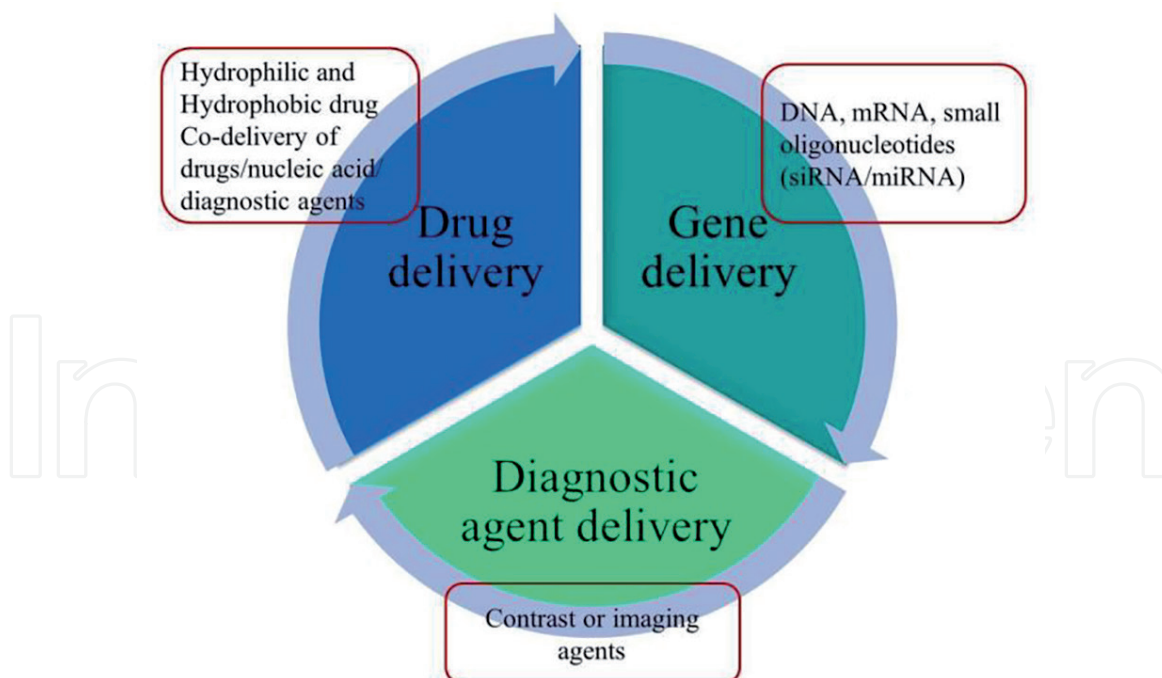 Hydrophilic and
Hydrophobic drug
Co-delivery of
drugs/nucleic acid/
diagnostic agents
DNA, mRNA, small
oligonucleotides
(siRNA/miRNA)
Drug
delivery
Gene
delivery
Diagnostic
agent delivery
Contrast or imaging
agents